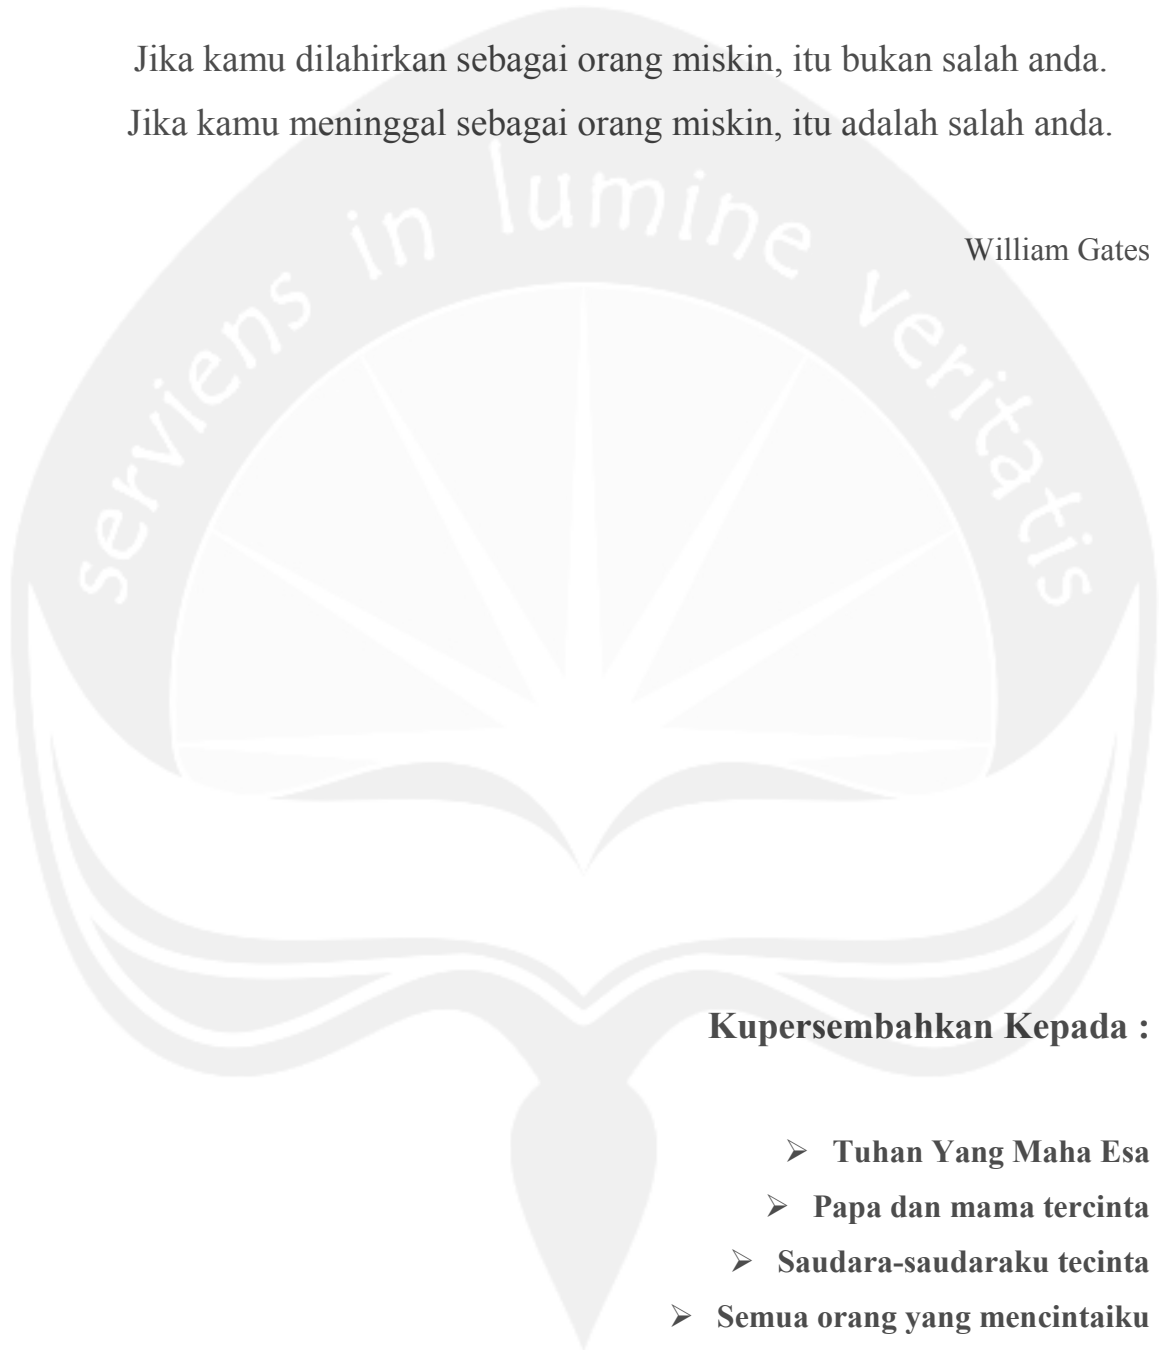 Jika kamu dilahirkan sebagai orang miskin, itu bukan salah anda.
Jika kamu meninggal sebagai orang miskin, itu adalah salah anda.
serviens in lumine veritatis
William Gates
Kupersembahkan Kepada :
➢ Tuhan Yang Maha Esa
➢ Papa dan mama tercinta
➢ Saudara-saudaraku tecinta
➢ Semua orang yang mencintaiku